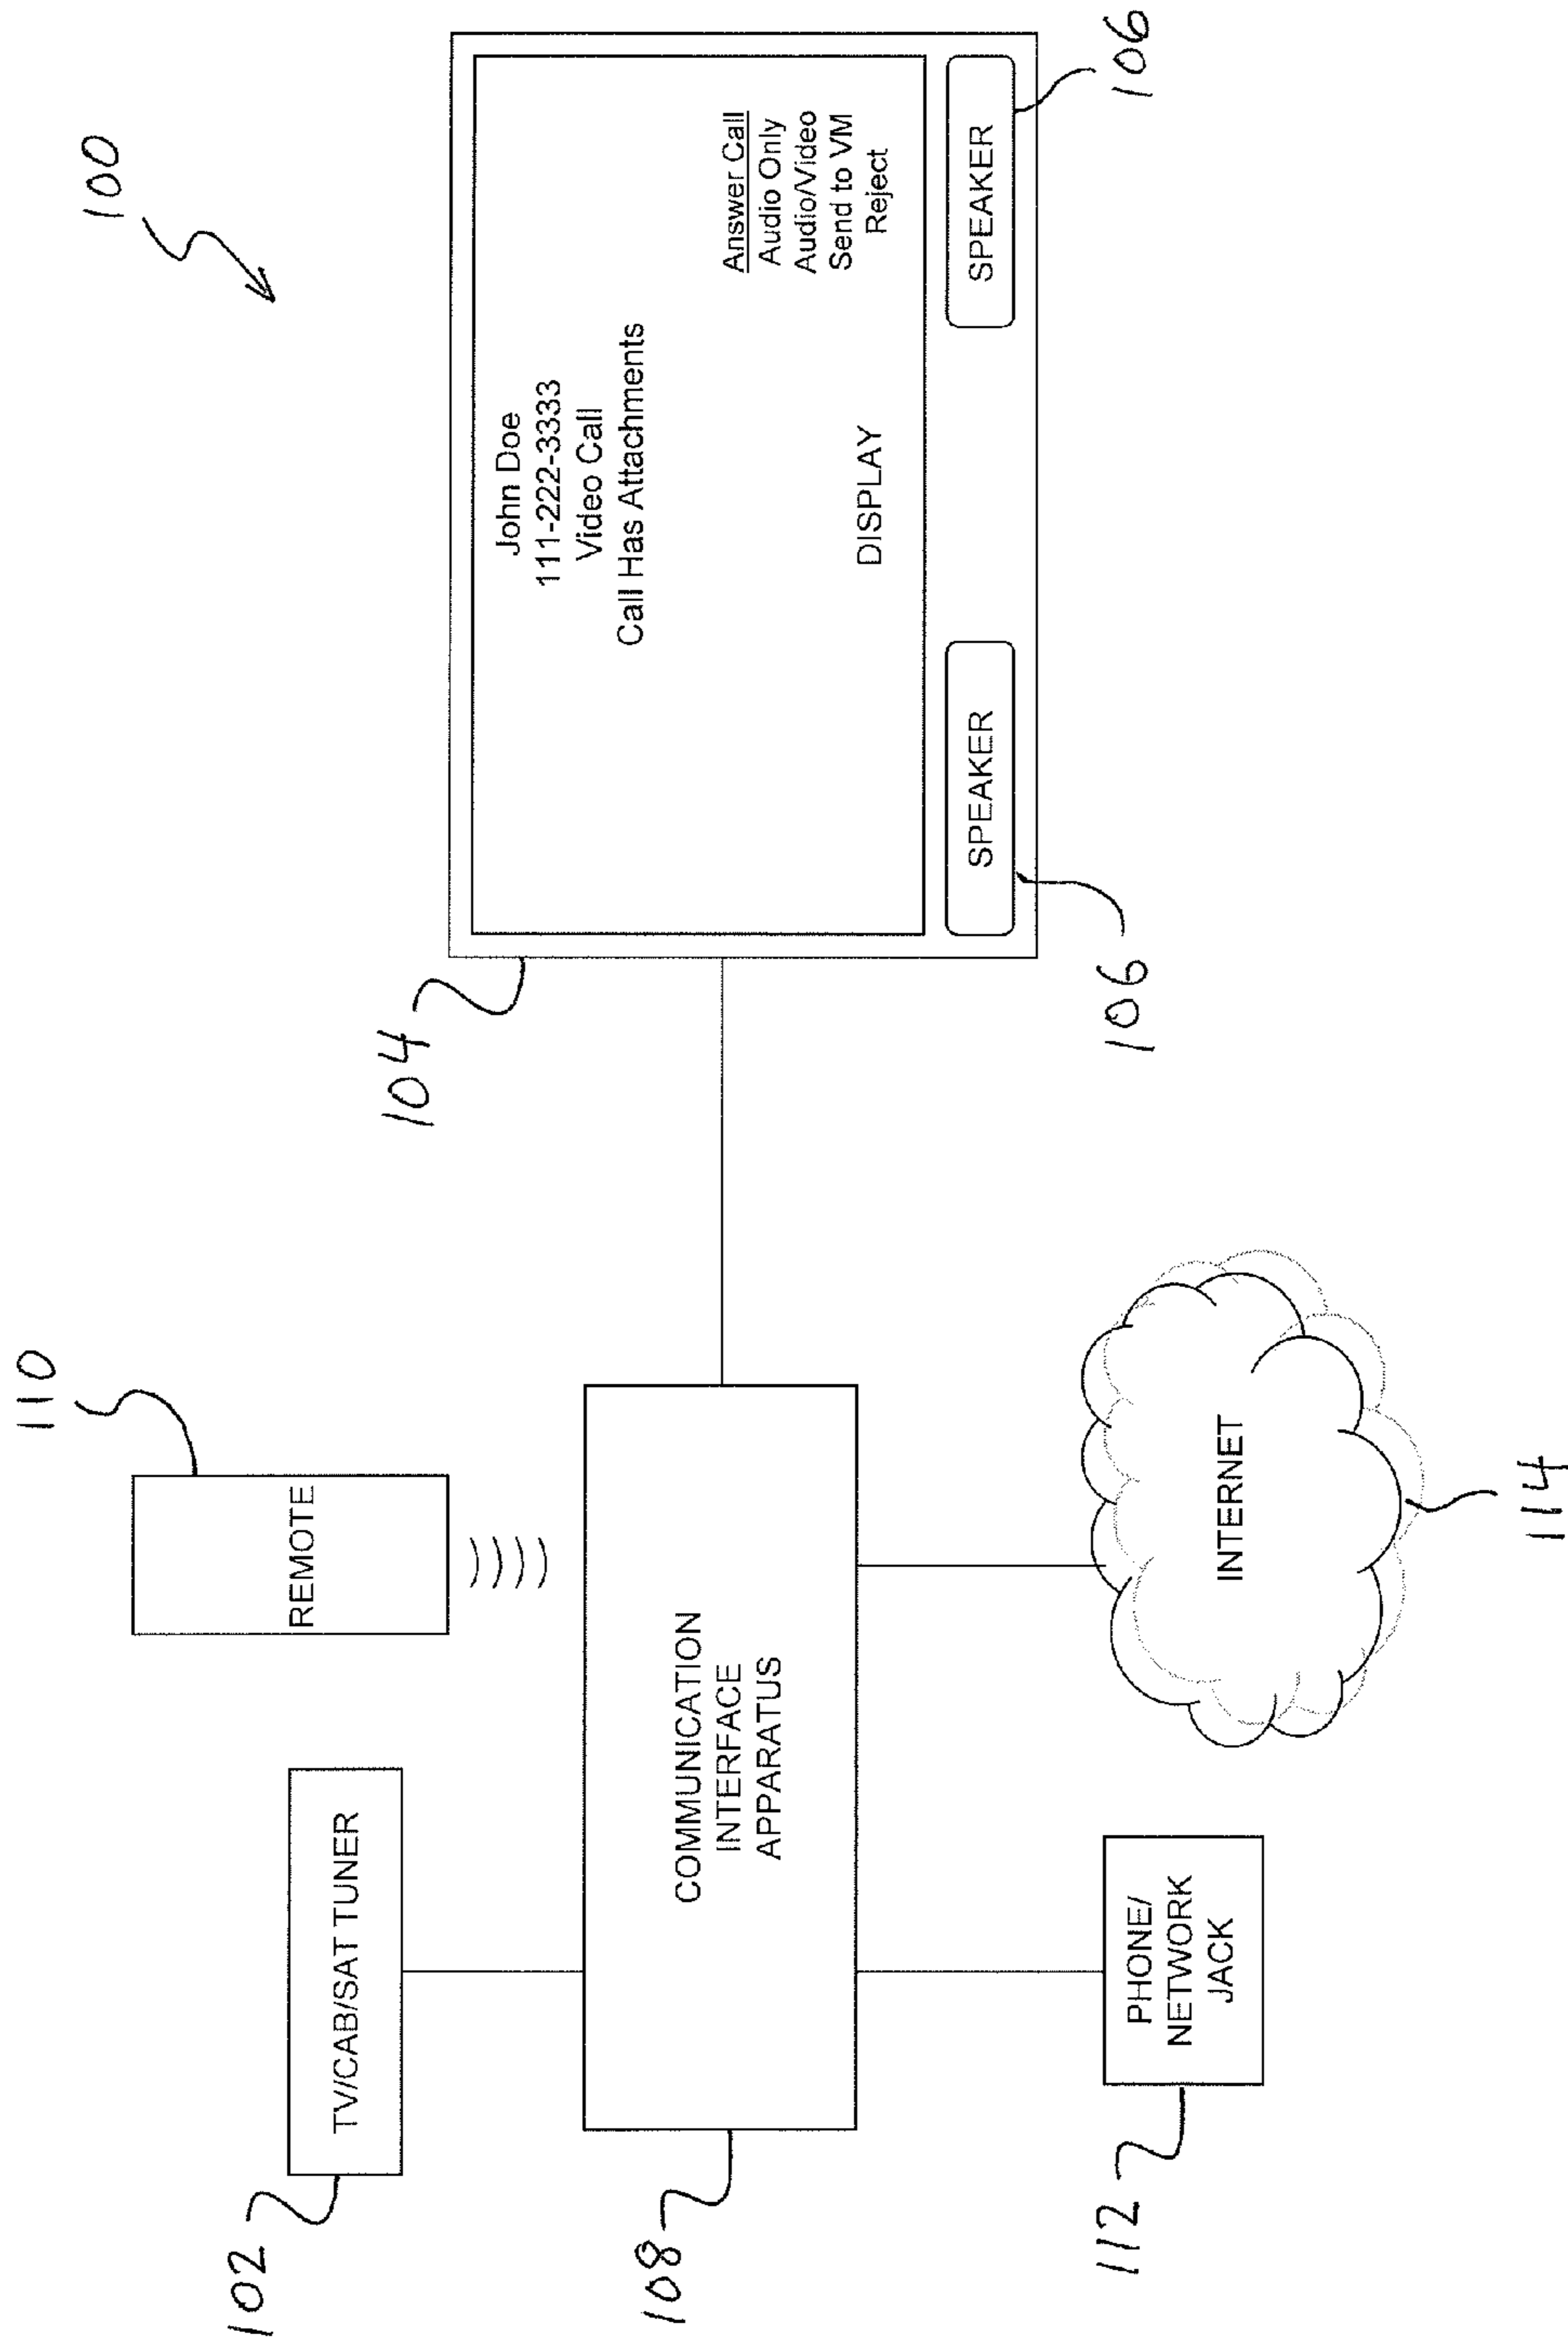 100
110
102
TV/CAB/SAT TUNER
REMOTE
104
John Doe
111-222-3333
Video Call
Call Has Attachments
Answer Call
Audio Only
Audio/Video
Send to VM
Reject
DISPLAY
SPEAKER
SPEAKER
106
106
108
COMMUNICATION
INTERFACE
APPARATUS
112
PHONE/
NETWORK
JACK
INTERNET
114